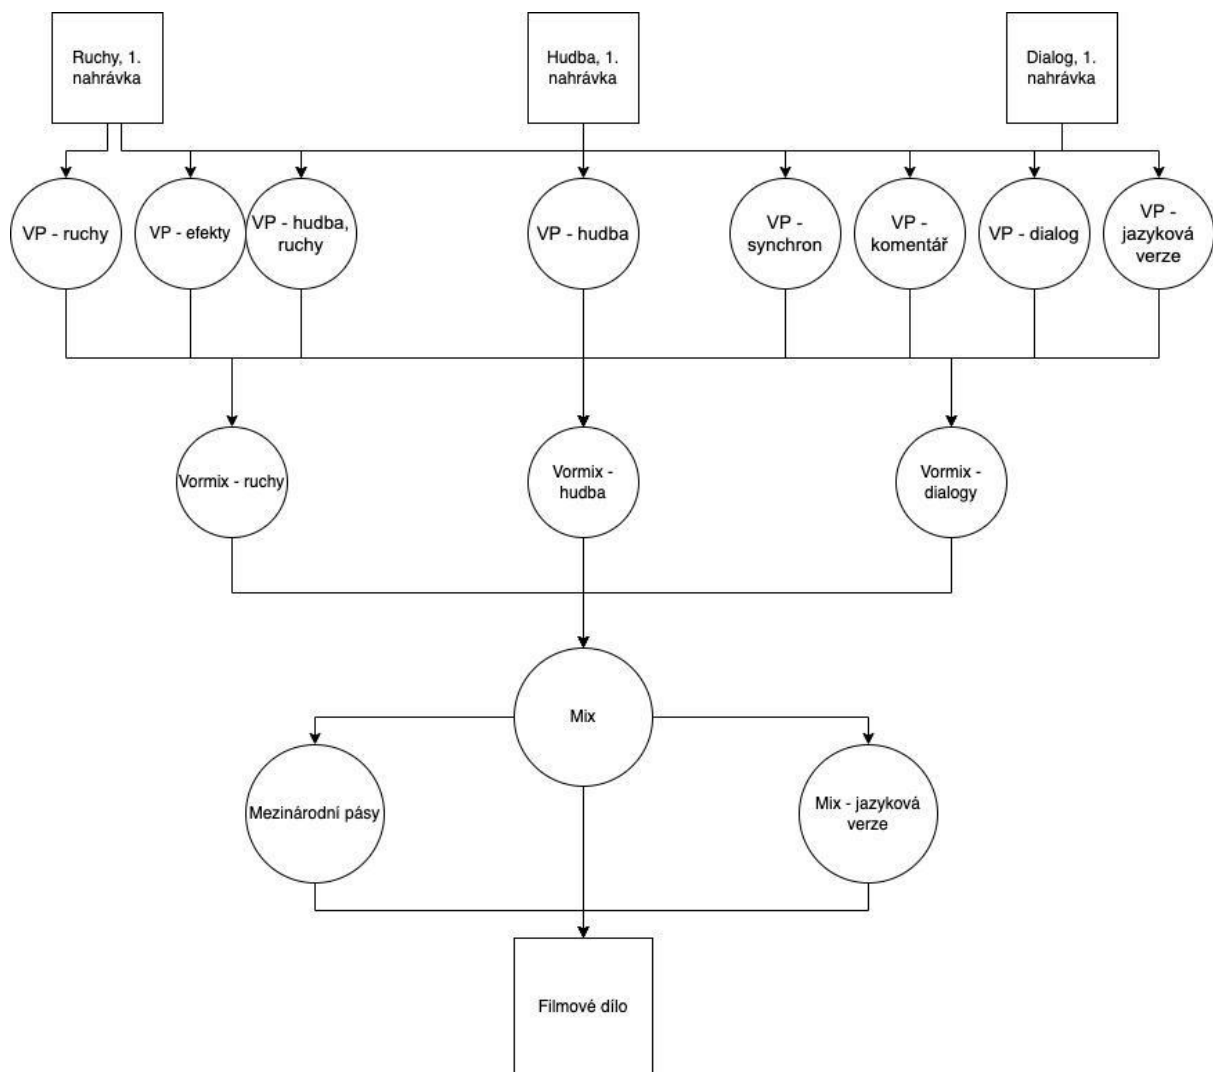 Ruchy, 1.
nahrávka
Hudba, 1.
nahrávka
Dialog, 1.
nahrávka
VP - ruchy
VP - efekty
VP - hudba,
ruchy
VP - hudba
VP -
synchron
VP -
komentář
VP - dialog
VP -
jazyková
verze
Vormix - ruchy
Vormix -
hudba
Vormix -
dialogy
Mix
Mezinárodní pásy
Mix - jazyková
verze
Filmové dílo